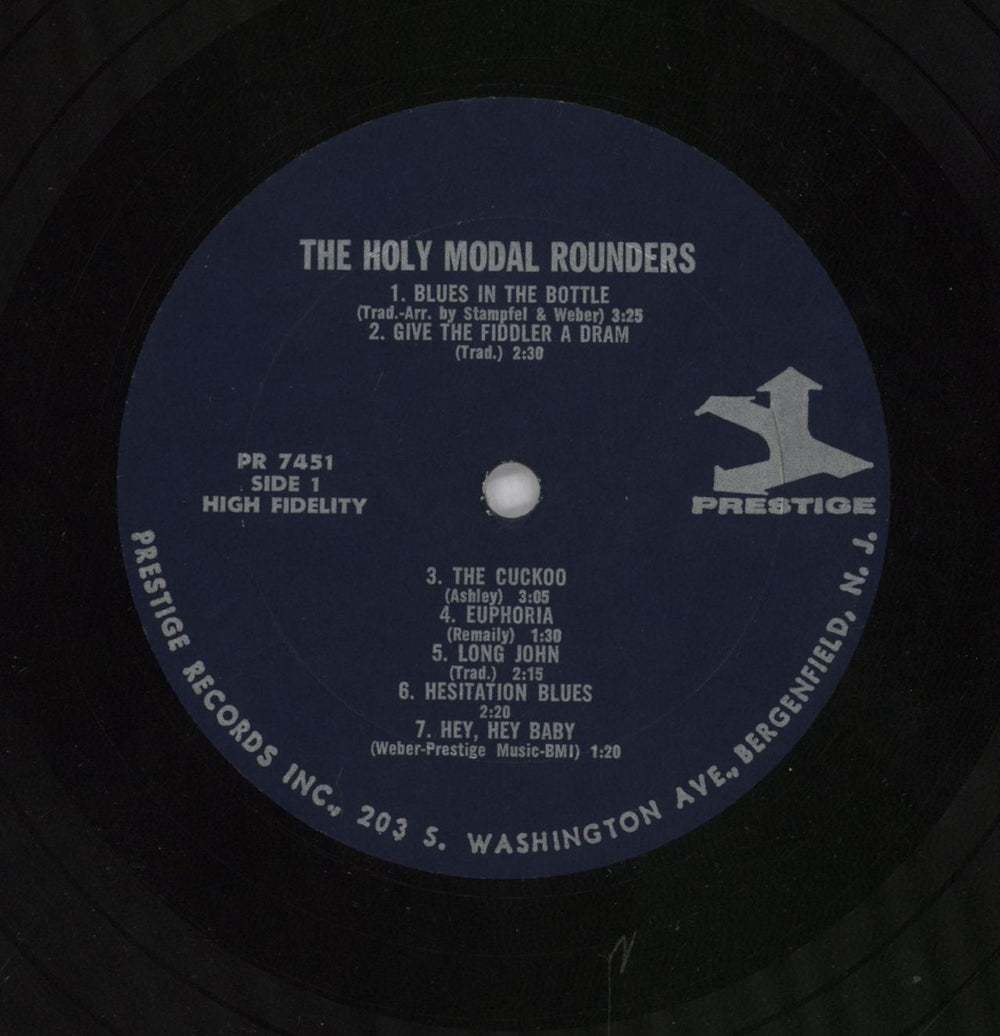 THE HOLY MODAL ROUNDERS
1. BLUES IN THE BOTTLE
(Trad.-Arr. by Stampfel & Weber) 3:25
2. GIVE THE FIDDLER A DRAM
(Trad.) 2:30
PR 7451
SIDE 1
HIGH FIDELITY
PRESTIGE
3. THE CUCKOO
(Ashley) 3:05
4. EUPHORIA
(Remaily) 1:30
5. LONG JOHN
(Trad.) 2:15
6. HESITATION BLUES
2:20
7. HEY, HEY BABY
(Weber-Prestige Music-BMI) 1:20
PRESTIGE RECORDS INC., 203 S. WASHINGTON AVE., BERGENFIELD, N. J.